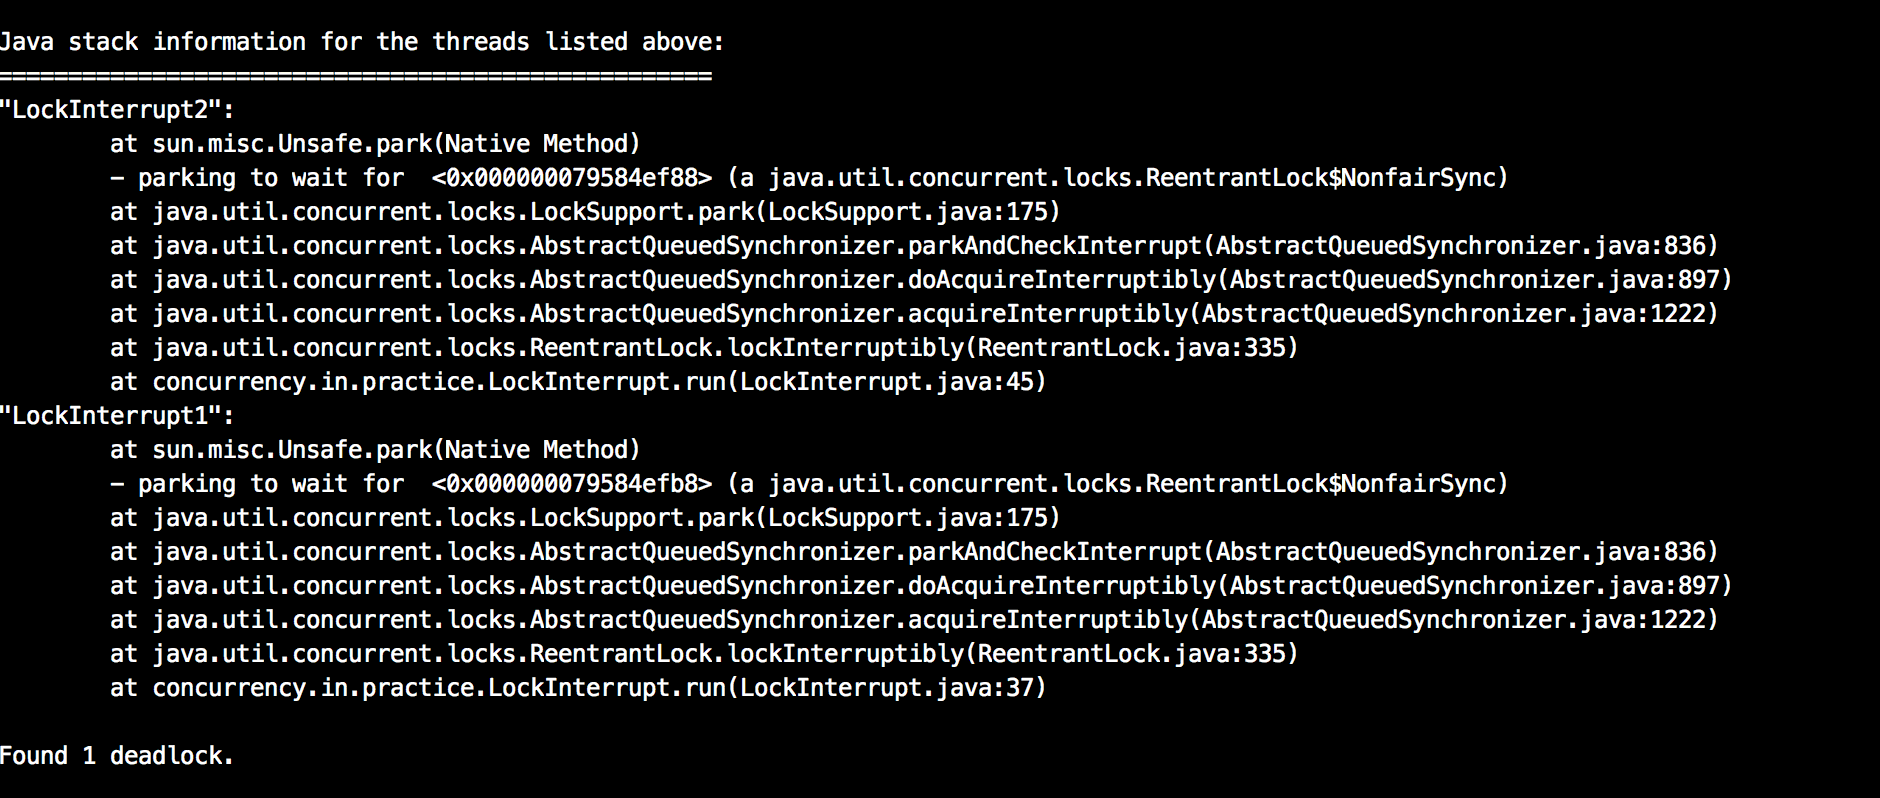 Java stack information for the threads listed above:
===================================================
"LockInterrupt2":
        at sun.misc.Unsafe.park(Native Method)
        - parking to wait for  <0x000000079584ef88> (a java.util.concurrent.locks.ReentrantLock$NonfairSync)
        at java.util.concurrent.locks.LockSupport.park(LockSupport.java:175)
        at java.util.concurrent.locks.AbstractQueuedSynchronizer.parkAndCheckInterrupt(AbstractQueuedSynchronizer.java:836)
        at java.util.concurrent.locks.AbstractQueuedSynchronizer.doAcquireInterruptibly(AbstractQueuedSynchronizer.java:897)
        at java.util.concurrent.locks.AbstractQueuedSynchronizer.acquireInterruptibly(AbstractQueuedSynchronizer.java:1222)
        at java.util.concurrent.locks.ReentrantLock.lockInterruptibly(ReentrantLock.java:335)
        at concurrency.in.practice.LockInterrupt.run(LockInterrupt.java:45)
"LockInterrupt1":
        at sun.misc.Unsafe.park(Native Method)
        - parking to wait for  <0x000000079584efb8> (a java.util.concurrent.locks.ReentrantLock$NonfairSync)
        at java.util.concurrent.locks.LockSupport.park(LockSupport.java:175)
        at java.util.concurrent.locks.AbstractQueuedSynchronizer.parkAndCheckInterrupt(AbstractQueuedSynchronizer.java:836)
        at java.util.concurrent.locks.AbstractQueuedSynchronizer.doAcquireInterruptibly(AbstractQueuedSynchronizer.java:897)
        at java.util.concurrent.locks.AbstractQueuedSynchronizer.acquireInterruptibly(AbstractQueuedSynchronizer.java:1222)
        at java.util.concurrent.locks.ReentrantLock.lockInterruptibly(ReentrantLock.java:335)
        at concurrency.in.practice.LockInterrupt.run(LockInterrupt.java:37)

Found 1 deadlock.